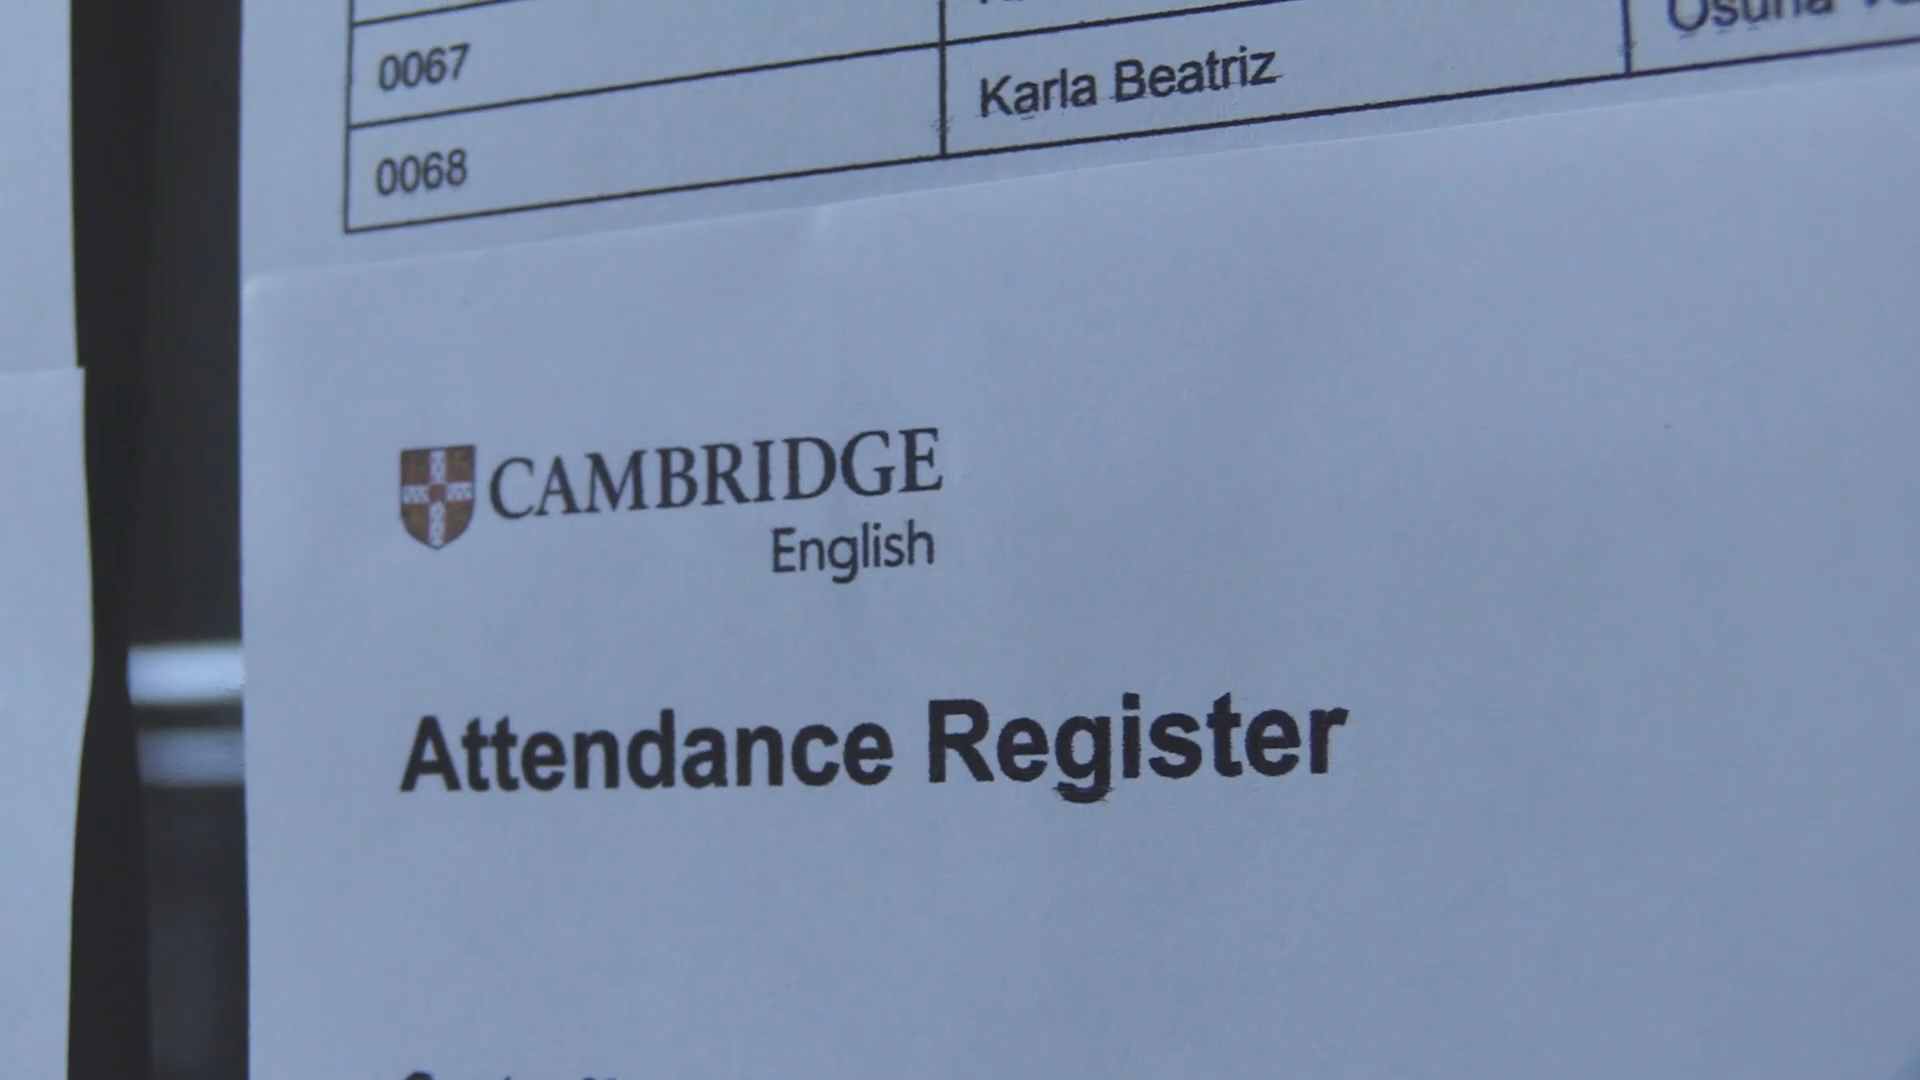 0067
Karla Beatriz
0068
CAMBRIDGE
English
Attendance Register